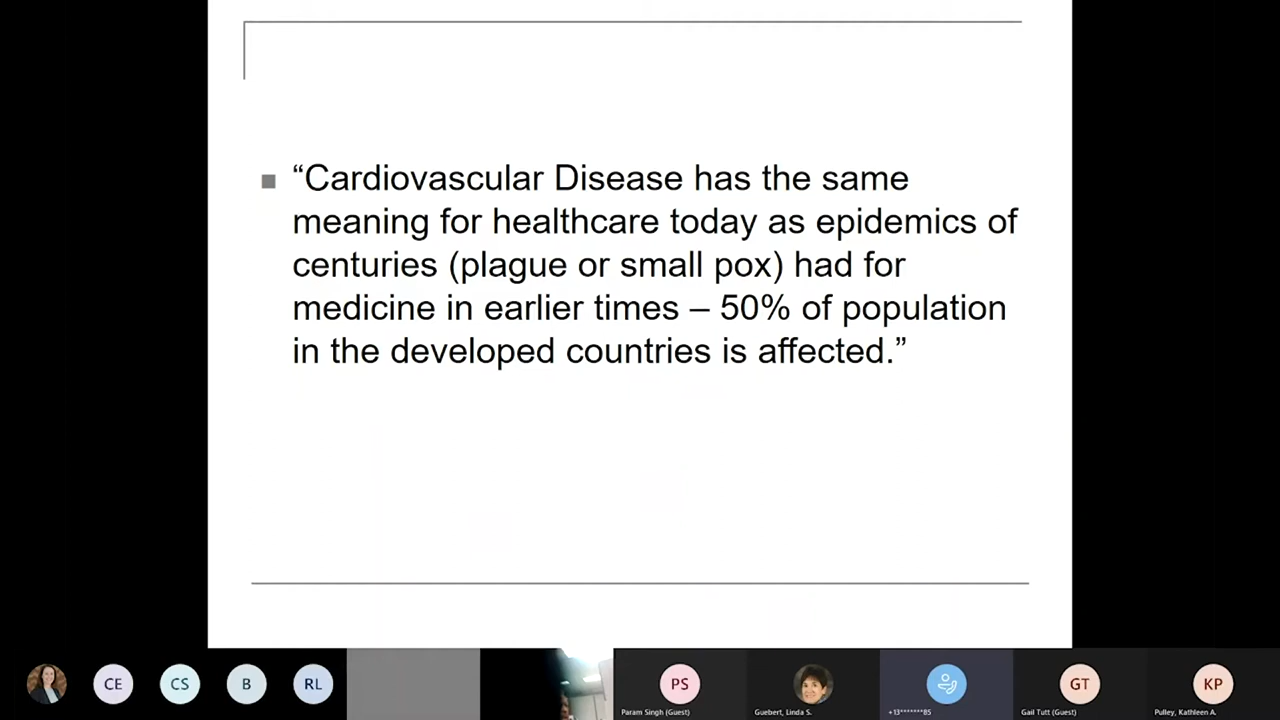 “Cardiovascular Disease has the same
meaning for healthcare today as epidemics of
centuries (plague or small pox) had for
medicine in earlier times – 50% of population
in the developed countries is affected.”
CE
CS
B
RL
PS
GT
KP
Param Singh (Guest)
Guebert, Linda S.
+13*******85
Gail Tutt (Guest)
Pulley, Kathleen A.